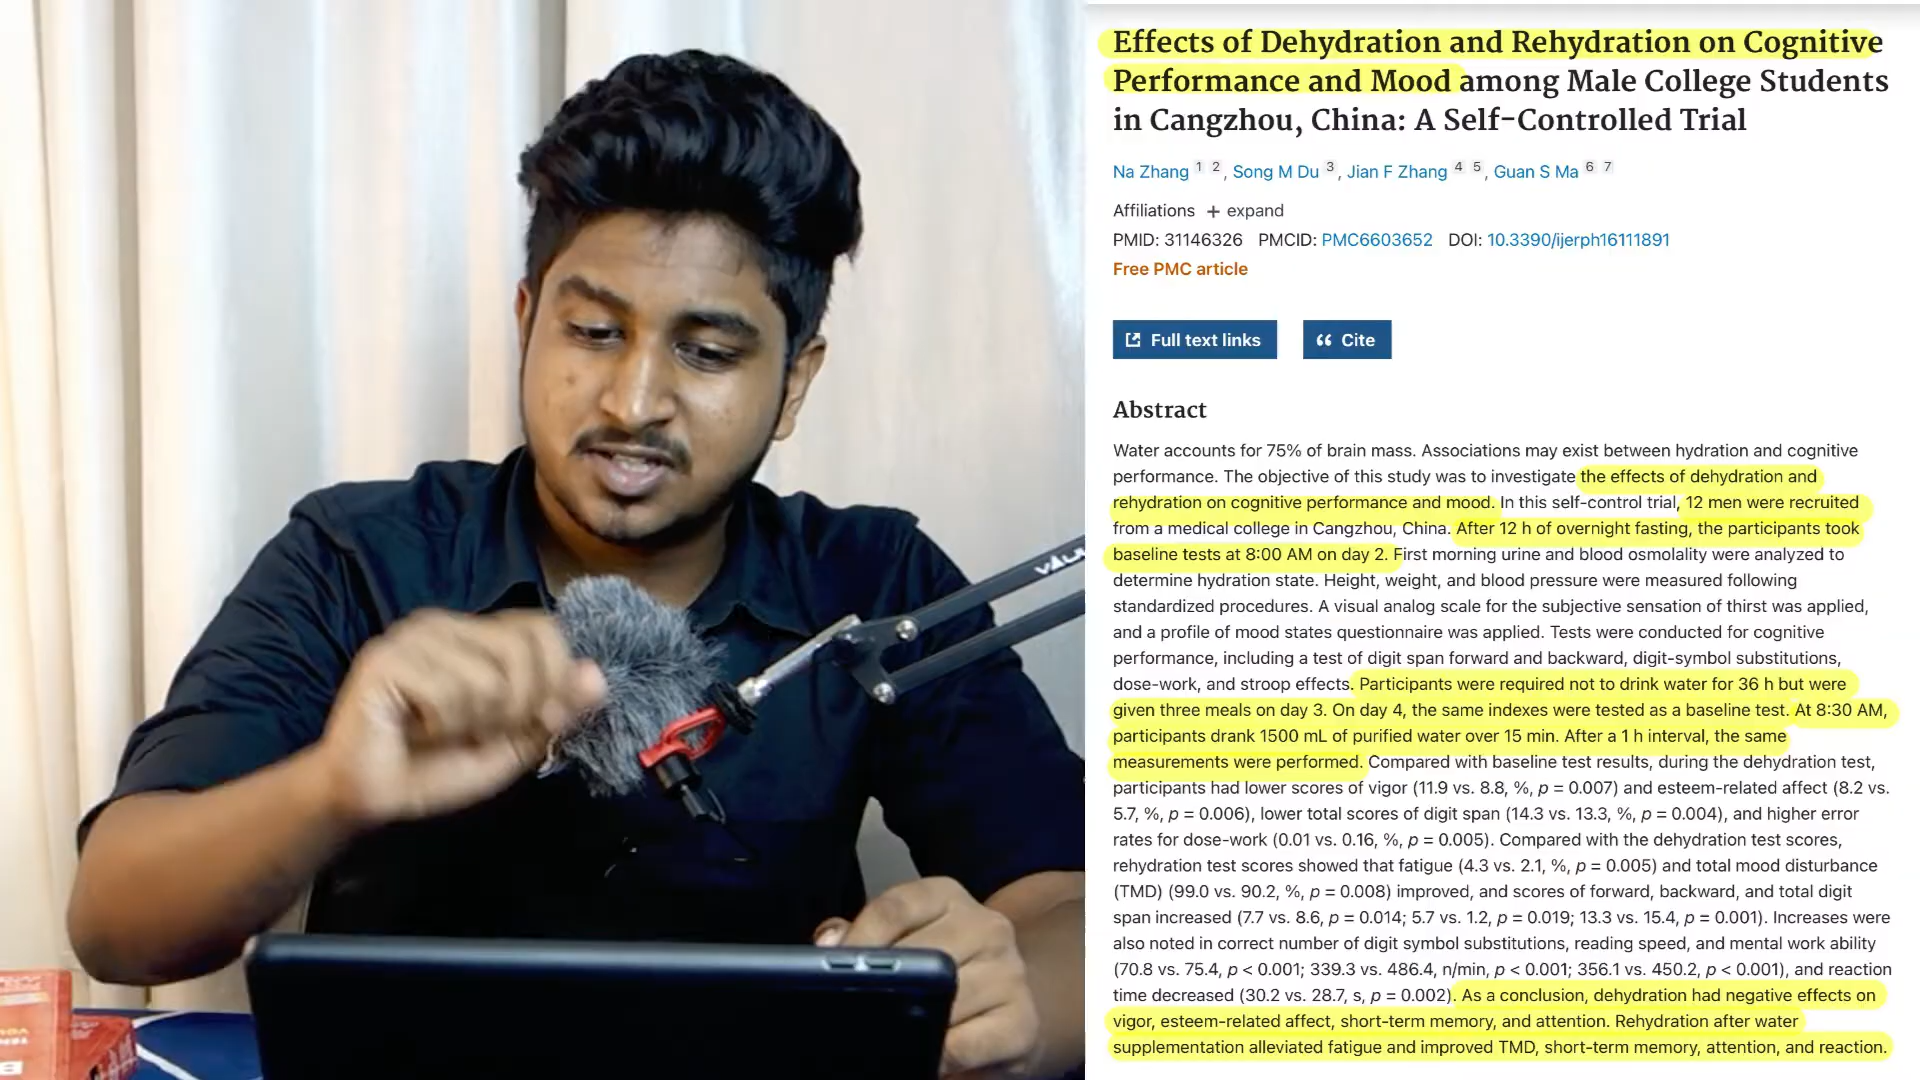 Effects of Dehydration and Rehydration on Cognitive
Performance and Mood among Male College Students
in Cangzhou, China: A Self-Controlled Trial
Na Zhang 1 2, Song M Du 3, Jian F Zhang 4 5, Guan S Ma 6 7
Affiliations + expand
PMID: 31146326 PMCID: PMC6603652 DOI: 10.3390/ijerph16111891
Free PMC article
Full text links
Cite
Abstract
Water accounts for 75% of brain mass. Associations may exist between hydration and cognitive
performance. The objective of this study was to investigate the effects of dehydration and
rehydration on cognitive performance and mood. In this self-control trial, 12 men were recruited
from a medical college in Cangzhou, China. After 12 h of overnight fasting, the participants took
baseline tests at 8:00 AM on day 2. First morning urine and blood osmolality were analyzed to
determine hydration state. Height, weight, and blood pressure were measured following
standardized procedures. A visual analog scale for the subjective sensation of thirst was applied,
and a profile of mood states questionnaire was applied. Tests were conducted for cognitive
performance, including a test of digit span forward and backward, digit-symbol substitutions,
dose-work, and stroop effects. Participants were required not to drink water for 36 h but were
given three meals on day 3. On day 4, the same indexes were tested as a baseline test. At 8:30 AM,
participants drank 1500 mL of purified water over 15 min. After a 1 h interval, the same
measurements were performed. Compared with baseline test results, during the dehydration test,
participants had lower scores of vigor (11.9 vs. 8.8, %, p = 0.007) and esteem-related affect (8.2 vs.
5.7, %, p = 0.006), lower total scores of digit span (14.3 vs. 13.3, %, p = 0.004), and higher error
rates for dose-work (0.01 vs. 0.16, %, p = 0.005). Compared with the dehydration test scores,
rehydration test scores showed that fatigue (4.3 vs. 2.1, %, p = 0.005) and total mood disturbance
(TMD) (99.0 vs. 90.2, %, p = 0.008) improved, and scores of forward, backward, and total digit
span increased (7.7 vs. 8.6, p = 0.014; 5.7 vs. 1.2, p = 0.019; 13.3 vs. 15.4, p = 0.001). Increases were
also noted in correct number of digit symbol substitutions, reading speed, and mental work ability
(70.8 vs. 75.4, p < 0.001; 339.3 vs. 486.4, n/min, p < 0.001; 356.1 vs. 450.2, p < 0.001), and reaction
time decreased (30.2 vs. 28.7, s, p = 0.002). As a conclusion, dehydration had negative effects on
vigor, esteem-related affect, short-term memory, and attention. Rehydration after water
supplementation alleviated fatigue and improved TMD, short-term memory, attention, and reaction.